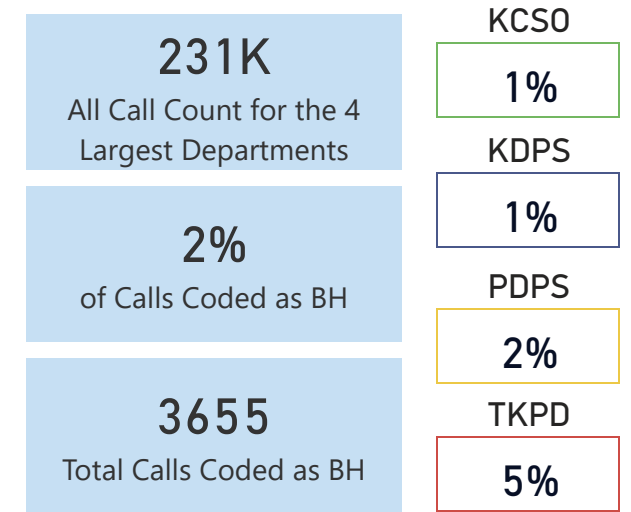 231K
All Call Count for the 4
Largest Departments
2%
of Calls Coded as BH
3655
Total Calls Coded as BH
KCSO
1%
KDPS
1%
PDPS
2%
TKPD
5%